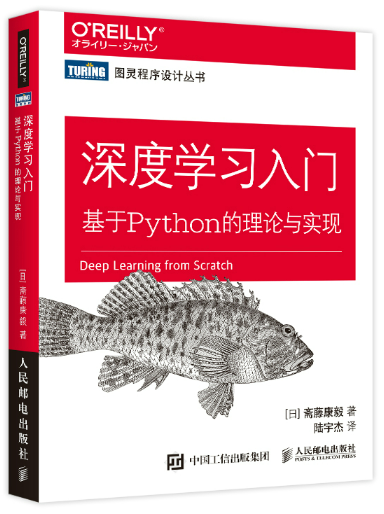 O'REILLY®
オライリー・ジャパン
TURING 图灵程序设计丛书
深度学习入门
基于Python的理论与实现
Deep Learning from Scratch
[日] 斋藤康毅 著
陆宇杰 译
中国工信出版集团
人民邮电出版社
POSTS & TELECOM PRESS
O'REILLY®
TURING
深度学习入门
基于Python的理论与实现
[日] 斋藤康毅 著
人民邮电出版社